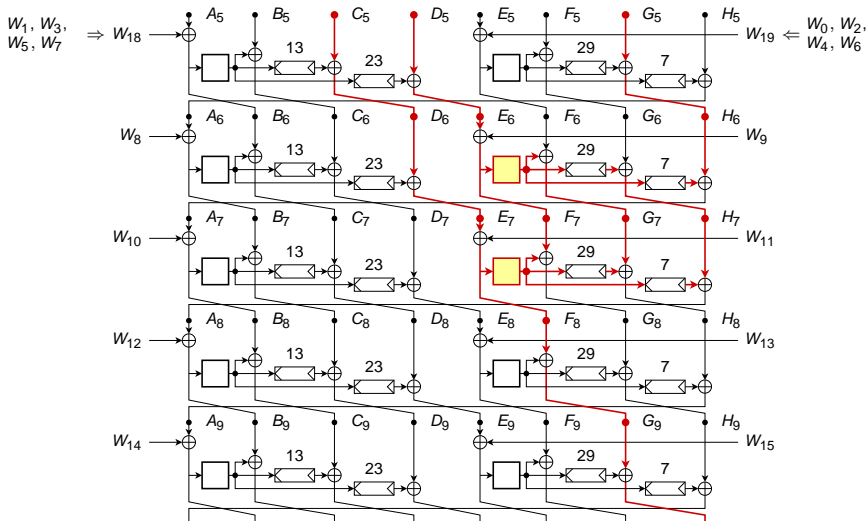 A5 B5 C5 D5 E5 F5 G5 H5
W1, W3, W5, W7 ⇒ W18 13 23 29 7 W19 ⇐ W0, W2, W4, W6
A6 B6 C6 D6 E6 F6 G6 H6
W8 13 23 29 7 W9
A7 B7 C7 D7 E7 F7 G7 H7
W10 13 23 29 7 W11
A8 B8 C8 D8 E8 F8 G8 H8
W12 13 23 29 7 W13
A9 B9 C9 D9 E9 F9 G9 H9
W14 13 23 29 7 W15